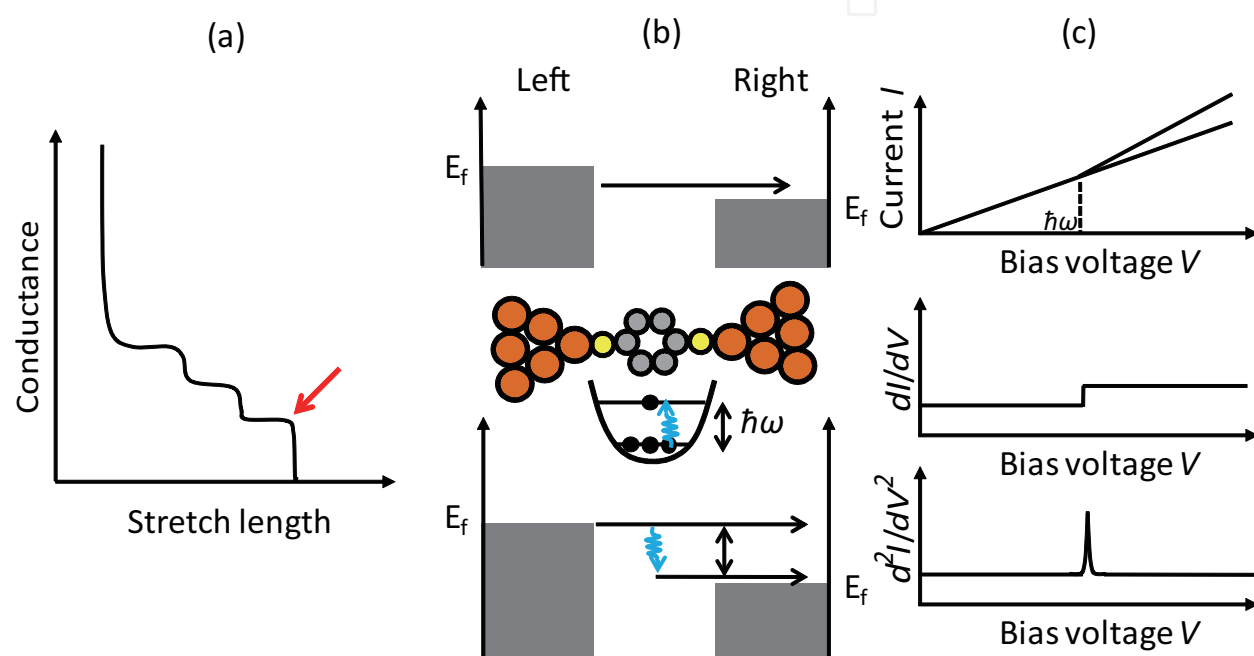 (a)
Conductance
Stretch length
(b)
Left
Right
E_f
E_f
ħω
E_f
E_f
(c)
Current I
ħω
Bias voltage V
dI/dV
Bias voltage V
d²I/dV²
Bias voltage V